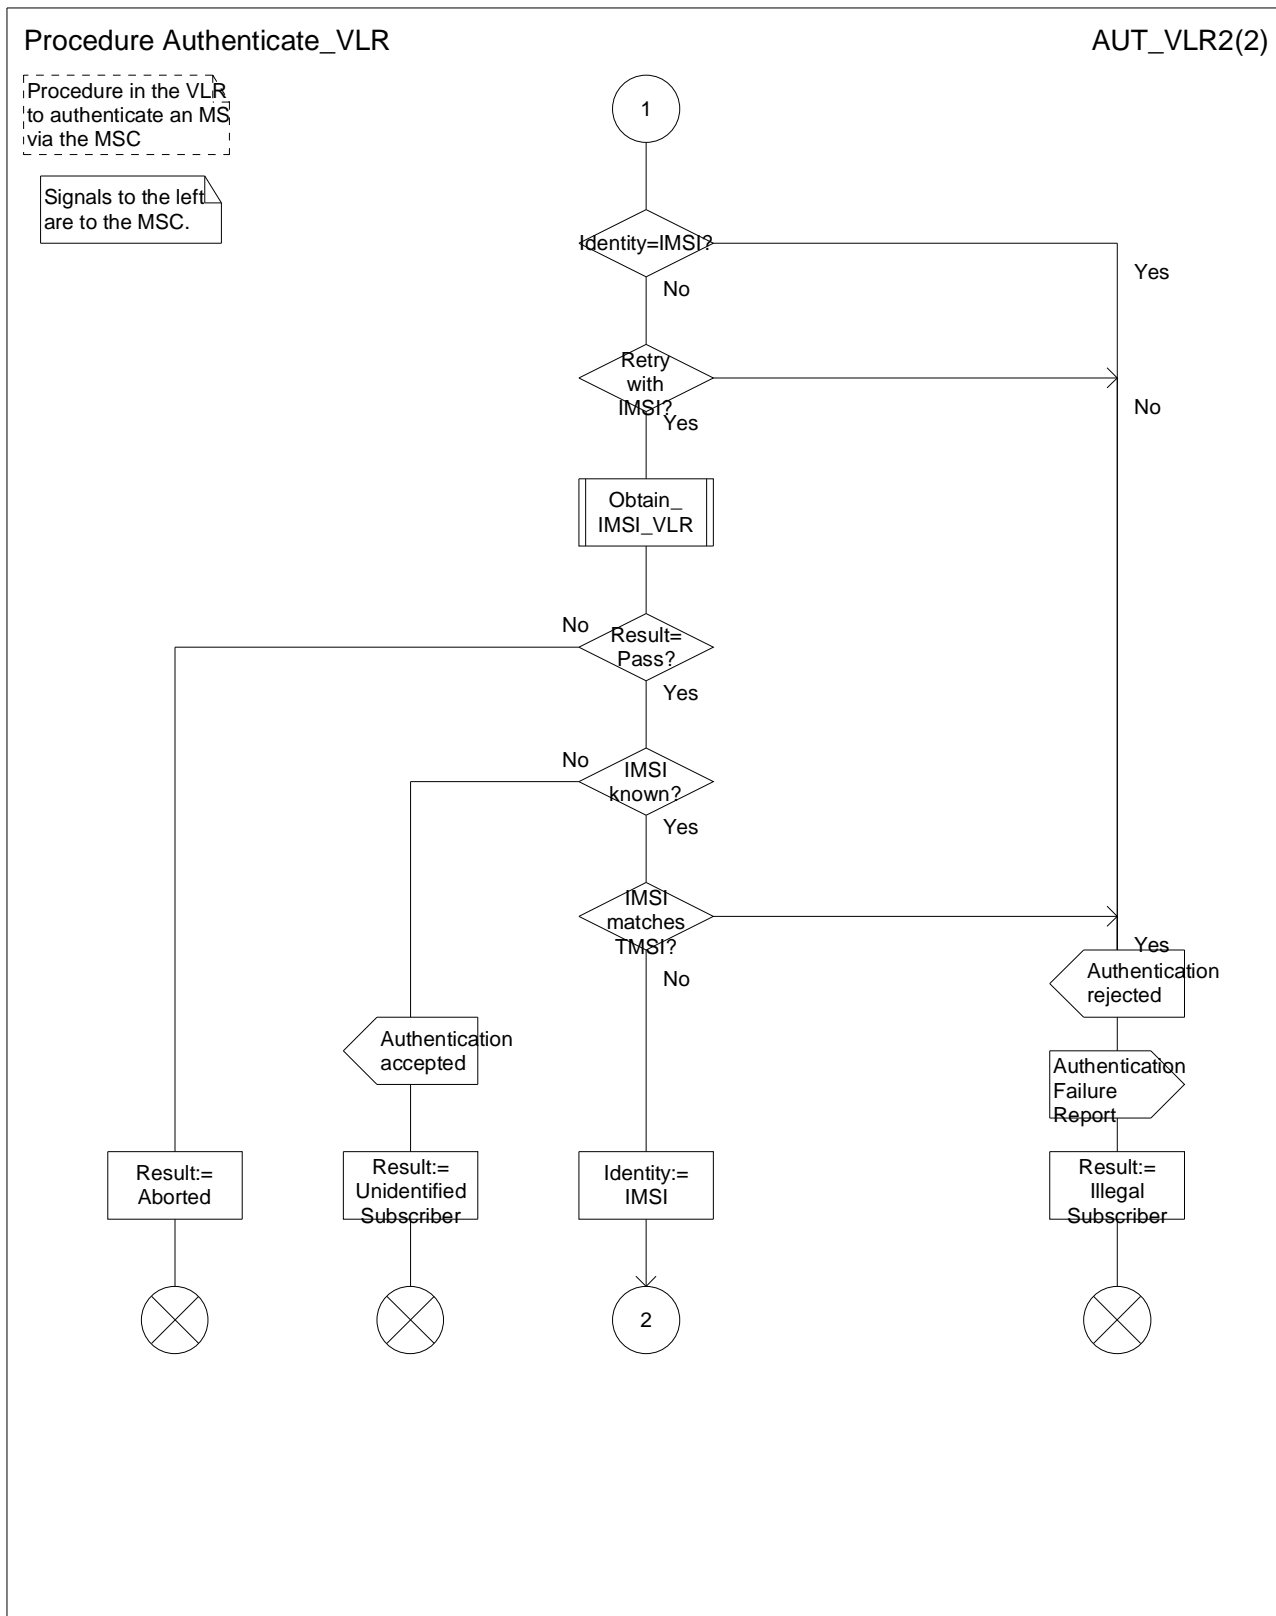 Procedure Authenticate_VLR
AUT_VLR2(2)
Procedure in the VLR
to authenticate an MS
via the MSC
Signals to the left
are to the MSC.
1
Identity=IMSI?
Yes
No
Retry
with
IMSI?
No
Yes
Obtain_
IMSI_VLR
No
Result=
Pass?
Yes
No
IMSI
known?
Yes
IMSI
matches
TMSI?
Yes
No
Authentication
rejected
Authentication
accepted
Authentication
Failure
Report
Result:=
Aborted
Result:=
Unidentified
Subscriber
Identity:=
IMSI
Result:=
Illegal
Subscriber
2